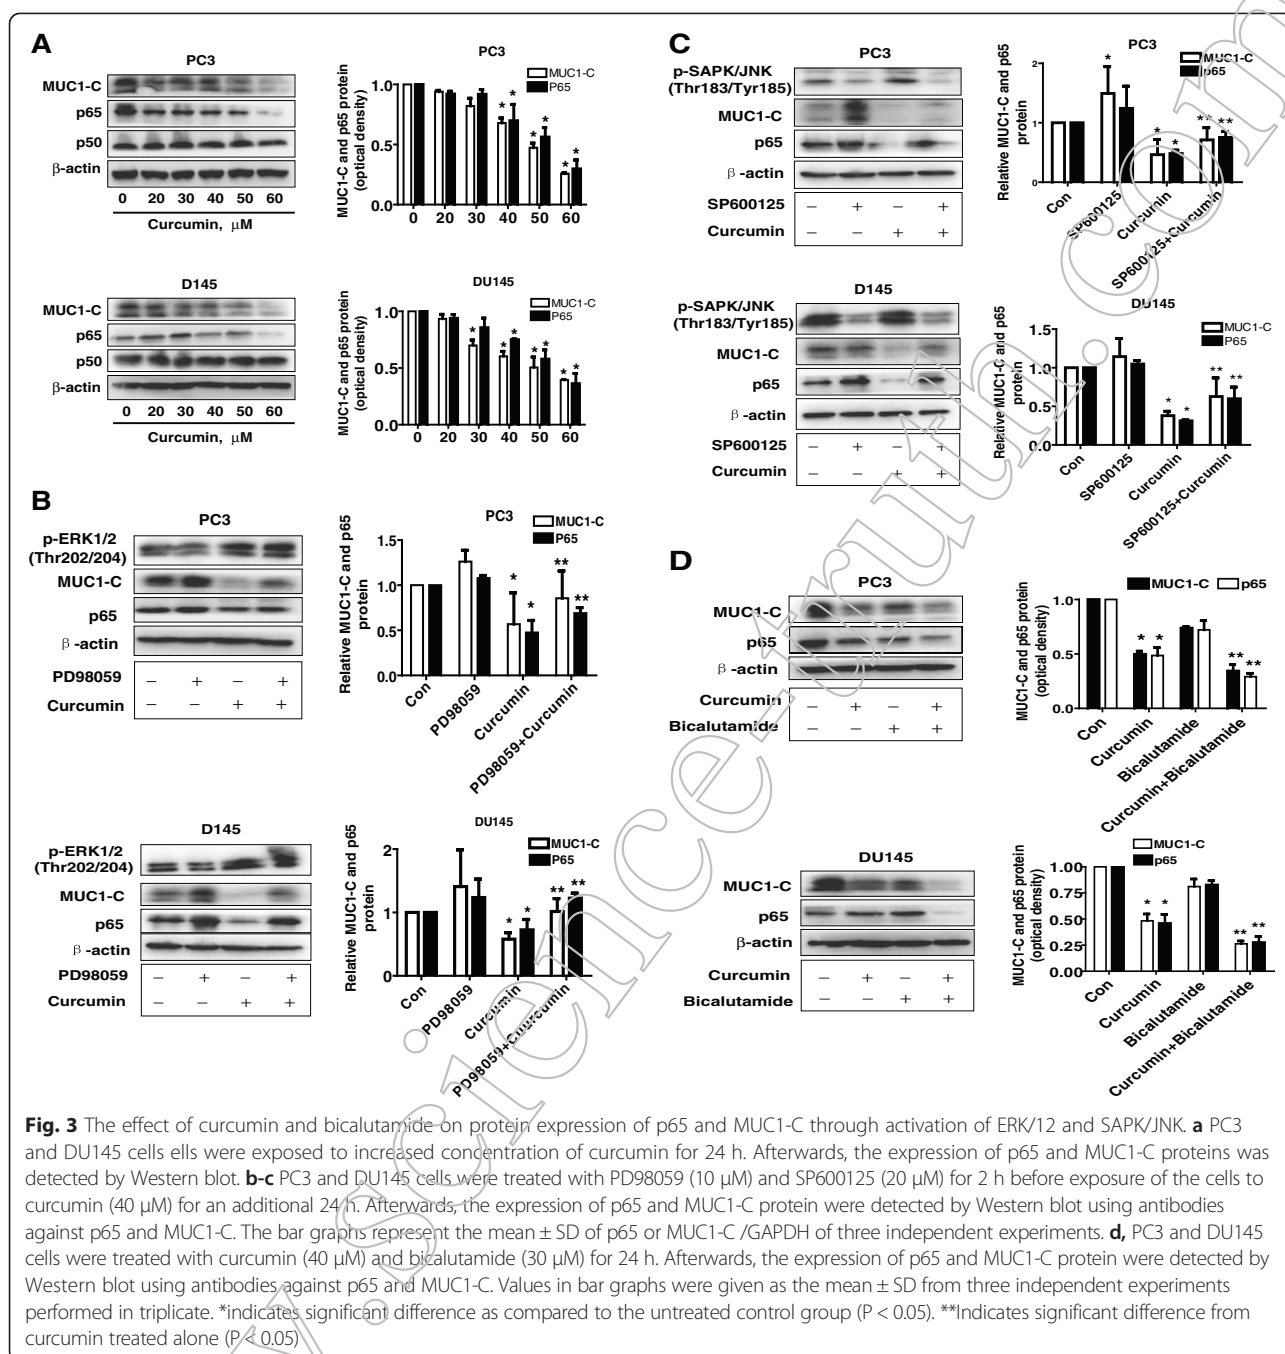 A
PC3
MUC1-C
p65
p50
β-actin
0 20 30 40 50 60
Curcumin, μM
PC3
MUC1-C
P65
MUC1-C and p65 protein
(optical density)
1.0
0.5
0.0
0 20 30 40 50 60
* * * * * *
D145
MUC1-C
p65
p50
β-actin
0 20 30 40 50 60
Curcumin, μM
DU145
MUC1-C
P65
MUC1-C and p65 protein
(optical density)
1.0
0.5
0.0
0 20 30 40 50 60
* * * * * * *
B
PC3
p-ERK1/2
(Thr202/204)
MUC1-C
p65
β-actin
PD98059 − + − +
Curcumin − − + +
PC3
MUC1-C
P65
Relative MUC1-C and p65
protein
1.5
1.0
0.5
0.0
* * ** **
Con
PD98059
Curcumin
PD98059+Curcumin
D145
p-ERK1/2
(Thr202/204)
MUC1-C
p65
β-actin
PD98059 − + − +
Curcumin − − + +
DU145
MUC1-C
P65
Relative MUC1-C and p65
protein
2
1
0
* * ** **
Con
PD98059
Curcumin
PD98059+Cuurcumin
C
PC3
p-SAPK/JNK
(Thr183/Tyr185)
MUC1-C
p65
β-actin
SP600125 − + − +
Curcumin − − + +
PC3
MUC1-C
p65
Relative MUC1-C and p65
protein
2
1
0
* * * ** **
Con
SP600125
Curcumin
SP600125+Curcumin
D145
p-SAPK/JNK
(Thr183/Tyr185)
MUC1-C
p65
β-actin
SP600125 − + − +
Curcumin − − + +
DU145
MUC1-C
P65
Relative MUC1-C and p65
protein
1.5
1.0
0.5
0.0
* * ** **
Con
SP600125
Curcumin
SP600125+Curcumin
D
PC3
MUC1-C
p65
β-actin
Curcumin − + − +
Bicalutamide − − + +
MUC1-C p65
MUC1-C and p65 protein
(optical density)
1.0
0.5
0.0
* * ** **
Con
Curcumin
Bicalutamide
Curcumin+Bicalutamide
DU145
MUC1-C
p65
β-actin
Curcumin − + − +
Bicalutamide − − + +
MUC1-C
p65
MUC1-C and p65 protein
(optical density)
1.00
0.75
0.50
0.25
0.00
* * ** **
Con
Curcumin
Bicalutamide
Curcumin+Bicalutamide
Fig. 3 The effect of curcumin and bicalutamide on protein expression of p65 and MUC1-C through activation of ERK/12 and SAPK/JNK. a PC3
and DU145 cells ells were exposed to increased concentration of curcumin for 24 h. Afterwards, the expression of p65 and MUC1-C proteins was
detected by Western blot. b-c PC3 and DU145 cells were treated with PD98059 (10 μM) and SP600125 (20 μM) for 2 h before exposure of the cells to
curcumin (40 μM) for an additional 24 h. Afterwards, the expression of p65 and MUC1-C protein were detected by Western blot using antibodies
against p65 and MUC1-C. The bar graphs represent the mean ± SD of p65 or MUC1-C /GAPDH of three independent experiments. d, PC3 and DU145
cells were treated with curcumin (40 μM) and bicalutamide (30 μM) for 24 h. Afterwards, the expression of p65 and MUC1-C protein were detected by
Western blot using antibodies against p65 and MUC1-C. Values in bar graphs were given as the mean ± SD from three independent experiments
performed in triplicate. *indicates significant difference as compared to the untreated control group (P < 0.05). **Indicates significant difference from
curcumin treated alone (P < 0.05)
.science-truth.com